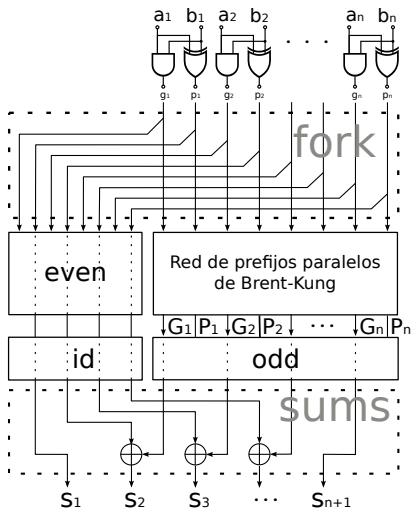 a1 b1 a2 b2 · · · an bn
g1 p1 g2 p2 gn pn
fork
even
Red de prefijos paralelos
de Brent-Kung
G1 P1 G2 P2 ··· Gn Pn
id odd
sums
S1 S2 S3 ··· Sn+1